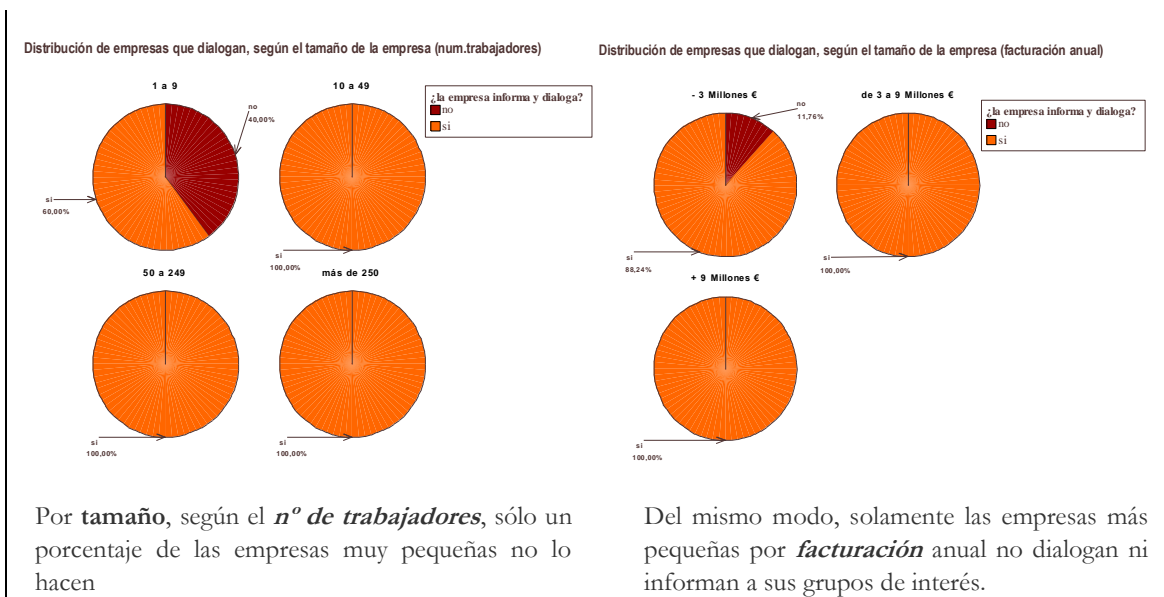 Distribución de empresas que dialogan, según el tamaño de la empresa (num.trabajadores)
1 a 9
10 a 49
¿la empresa informa y dialoga?
no
si
no
40,00%
si
60,00%
si
100,00%
50 a 249
más de 250
si
100,00%
si
100,00%
Por tamaño, según el nº de trabajadores, sólo un
porcentaje de las empresas muy pequeñas no lo
hacen
Distribución de empresas que dialogan, según el tamaño de la empresa (facturación anual)
- 3 Millones €
de 3 a 9 Millones €
¿la empresa informa y dialoga?
no
si
no
11,76%
si
88,24%
si
100,00%
+ 9 Millones €
si
100,00%
Del mismo modo, solamente las empresas más
pequeñas por facturación anual no dialogan ni
informan a sus grupos de interés.